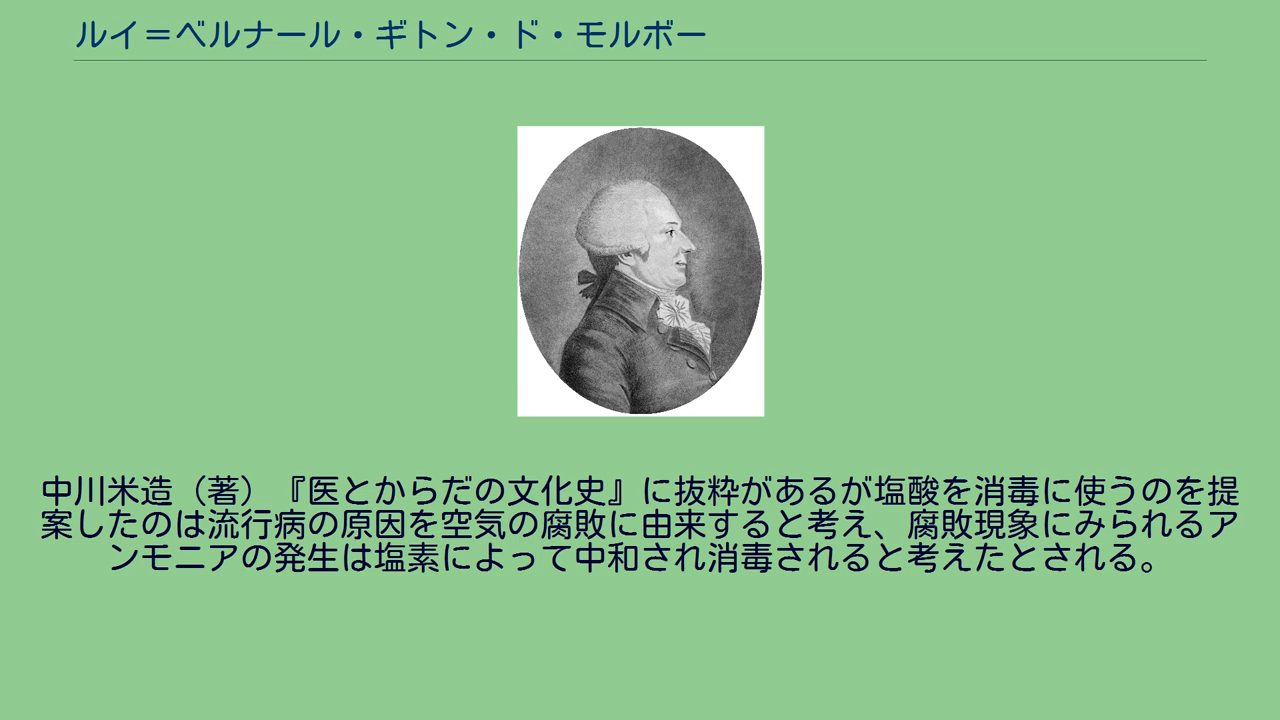 ルイ＝ベルナール・ギトン・ド・モルボー
中川米造（著）『医とからだの文化史』に抜粋があるが塩酸を消毒に使うのを提
案したのは流行病の原因を空気の腐敗に由来すると考え、腐敗現象にみられるア
ンモニアの発生は塩素によって中和され消毒されると考えたとされる。